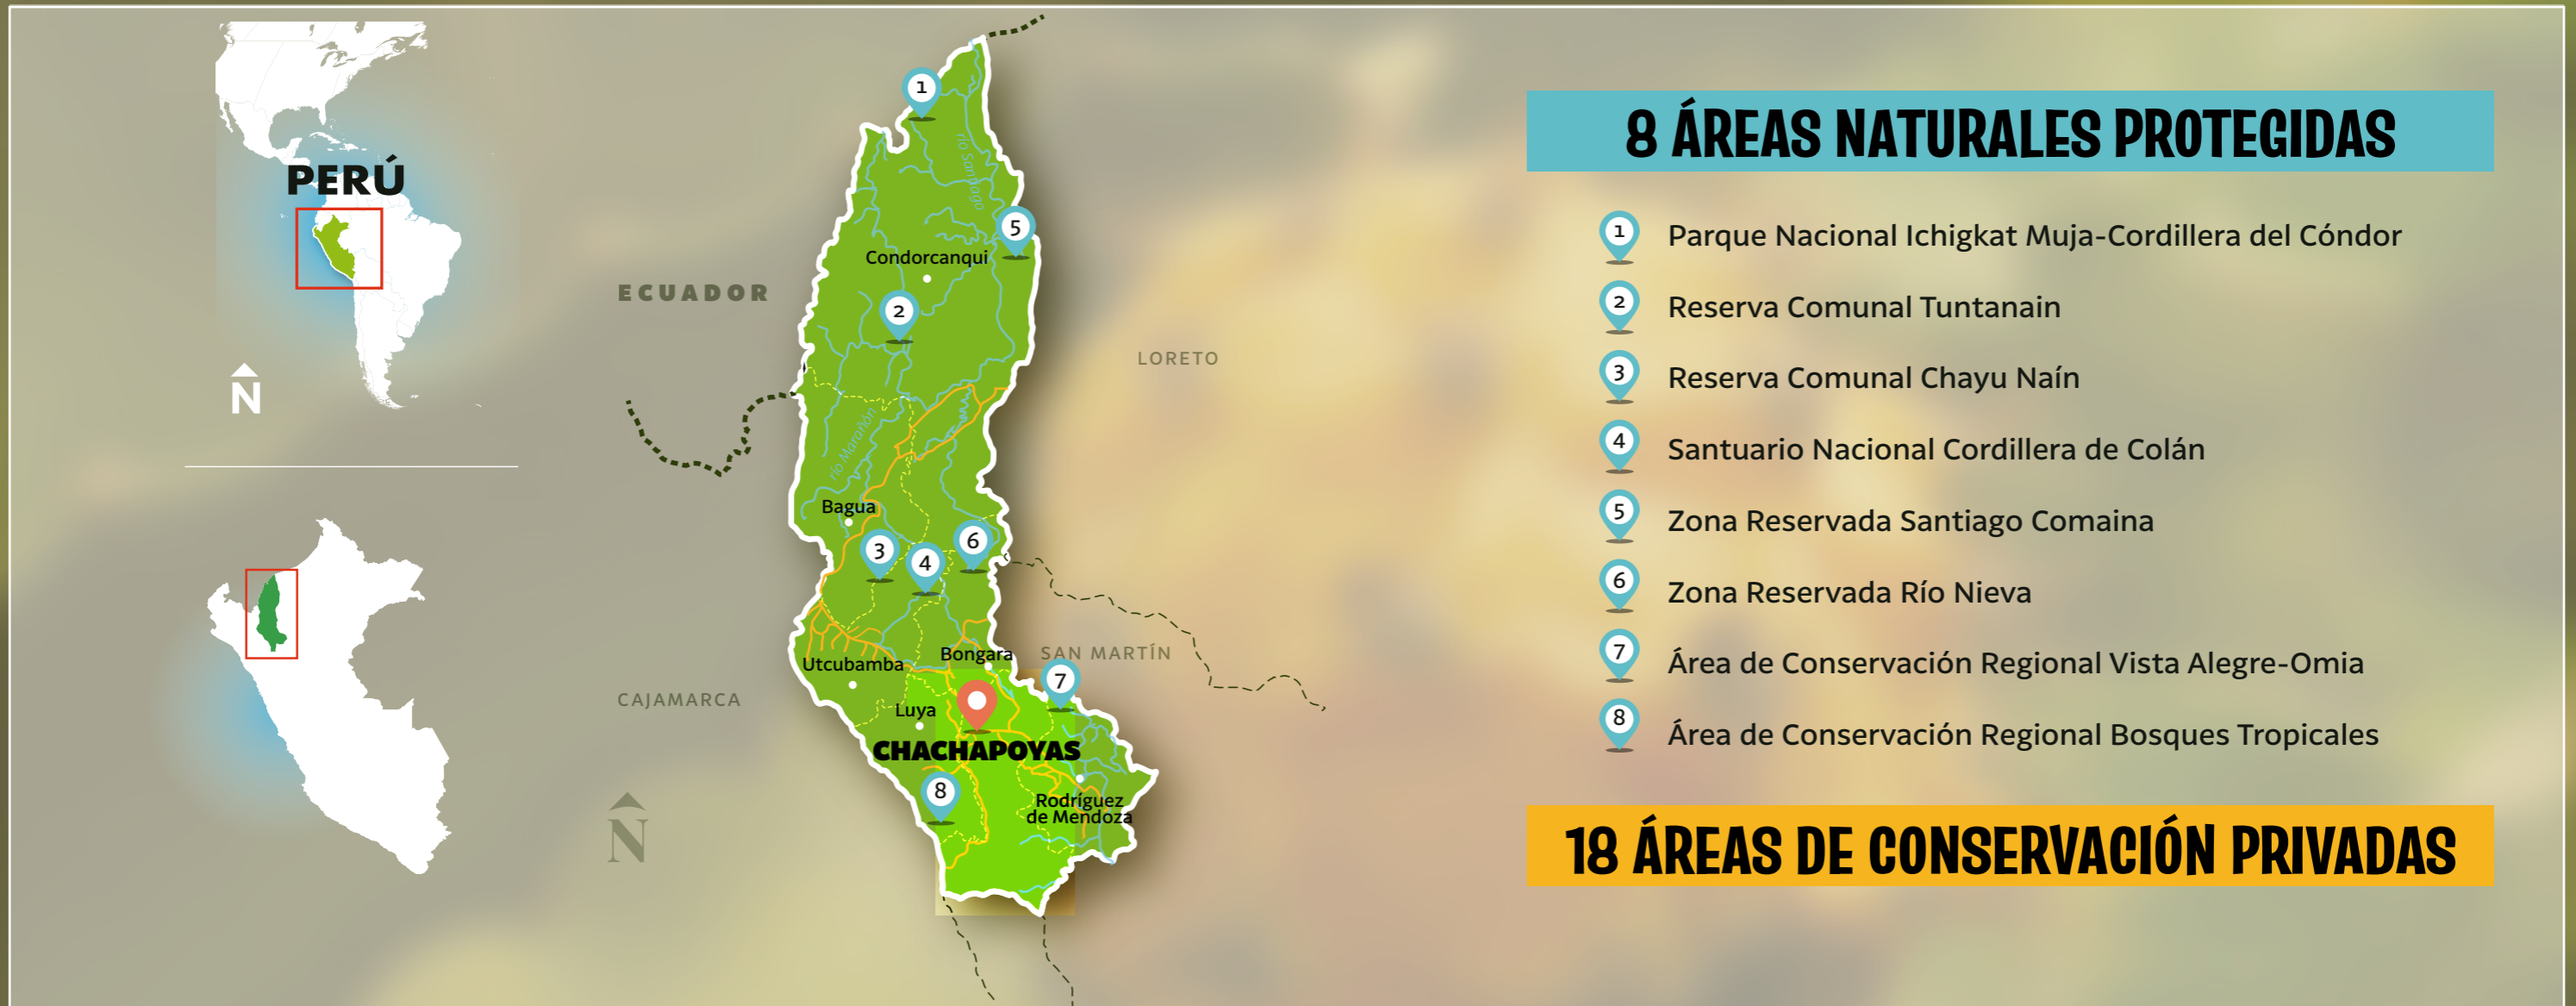 PERÚ
N
ECUADOR
CAJAMARCA
N
1
río Santiago
5
Condorcanqui
2
LORETO
río Marañón
Bagua
3
4
6
Utcubamba
Bongara
SAN MARTÍN
7
Luya
CHACHAPOYAS
8
Rodríguez
de Mendoza
8 ÁREAS NATURALES PROTEGIDAS
1 Parque Nacional Ichigkat Muja-Cordillera del Cóndor
2 Reserva Comunal Tuntanain
3 Reserva Comunal Chayu Naín
4 Santuario Nacional Cordillera de Colán
5 Zona Reservada Santiago Comaina
6 Zona Reservada Río Nieva
7 Área de Conservación Regional Vista Alegre-Omia
8 Área de Conservación Regional Bosques Tropicales
18 ÁREAS DE CONSERVACIÓN PRIVADAS